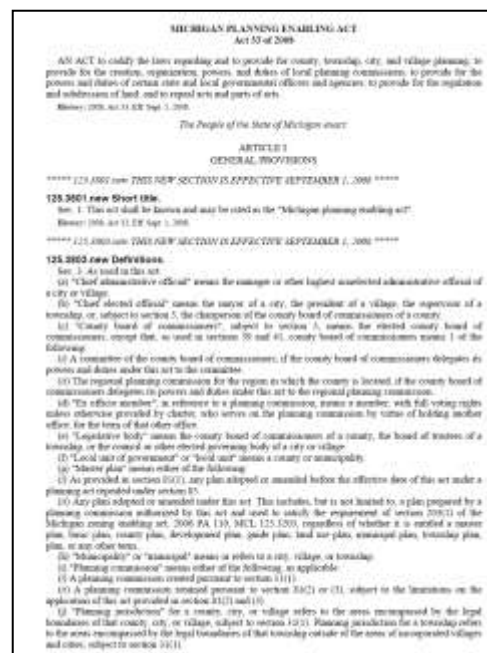 MICHIGAN PLANNING ENABLING ACT
Act 33 of 2008
AN ACT to codify the laws regarding and to provide for county, township, city, and village planning; to
provide for the creation, organization, powers, and duties of local planning commissions; to provide for the
powers and duties of certain state and local governmental officers and agencies; to provide for the regulation
and subdivision of land; and to repeal acts and parts of acts.
History: 2008, Act 33, Eff. Sept. 1, 2008.
The People of the State of Michigan enact:
ARTICLE I
GENERAL PROVISIONS
***** 125.3801.new THIS NEW SECTION IS EFFECTIVE SEPTEMBER 1, 2008 *****
125.3801.new Short title.
Sec. 1. This act shall be known and may be cited as the "Michigan planning enabling act".
History: 2008, Act 33, Eff. Sept. 1, 2008.
***** 125.3803.new THIS NEW SECTION IS EFFECTIVE SEPTEMBER 1, 2008 *****
125.3803.new Definitions.
Sec. 3. As used in this act:
(a) "Chief administrative official" means the manager or other highest nonelected administrative official of
a city or village.
(b) "Chief elected official" means the mayor of a city, the president of a village, the supervisor of a
township, or, subject to section 5, the chairperson of the county board of commissioners of a county.
(c) "County board of commissioners", subject to section 5, means the elected county board of
commissioners, except that, as used in sections 39 and 41, county board of commissioners means 1 of the
following:
(i) A committee of the county board of commissioners, if the county board of commissioners delegates its
powers and duties under this act to the committee.
(ii) The regional planning commission for the region in which the county is located, if the county board of
commissioners delegates its powers and duties under this act to the regional planning commission.
(d) "Ex officio member", in reference to a planning commission, means a member, with full voting rights
unless otherwise provided by charter, who serves on the planning commission by virtue of holding another
office, for the term of that other office.
(e) "Legislative body" means the county board of commissioners of a county, the board of trustees of a
township, or the council or other elected governing body of a city or village.
(f) "Local unit of government" or "local unit" means a county or municipality.
(g) "Master plan" means either of the following:
(i) As provided in section 81(1), any plan adopted or amended before the effective date of this act under a
planning act repealed under section 85.
(ii) Any plan adopted or amended under this act. This includes, but is not limited to, a plan prepared by a
planning commission authorized by this act and used to satisfy the requirement of section 203(1) of the
Michigan zoning enabling act, 2006 PA 110, MCL 125.3203, regardless of whether it is entitled a master
plan, basic plan, county plan, development plan, guide plan, land use plan, municipal plan, township plan,
plan, or any other term.
(h) "Municipality" or "municipal" means or refers to a city, village, or township.
(i) "Planning commission" means either of the following, as applicable:
(i) A planning commission created pursuant to section 11(1).
(ii) A planning commission retained pursuant to section 81(2) or (3), subject to the limitations on the
application of this act provided in section 81(2) and (3).
(j) "Planning jurisdiction" for a county, city, or village refers to the areas encompassed by the legal
boundaries of that county, city, or village, subject to section 31(1). Planning jurisdiction for a township refers
to the areas encompassed by the legal boundaries of that township outside of the areas of incorporated villages
and cities, subject to section 31(1).